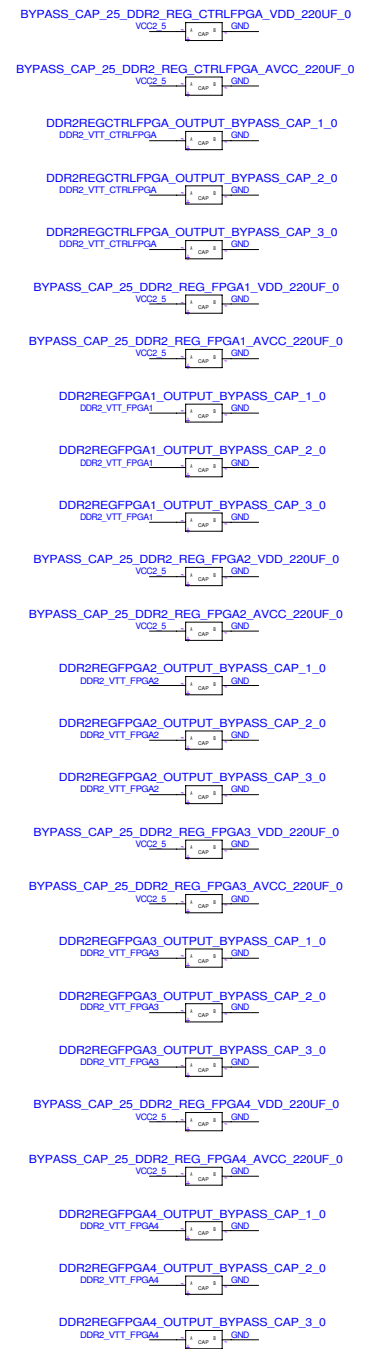 BYPASS_CAP_25_DDR2_REG_CTRLFPGA_VDD_220UF_0
VCC2_5 A CAP B GND
BYPASS_CAP_25_DDR2_REG_CTRLFPGA_AVCC_220UF_0
VCC2_5 A CAP B GND
DDR2REGCTRLFPGA_OUTPUT_BYPASS_CAP_1_0
DDR2_VTT_CTRLFPGA A CAP B GND
DDR2REGCTRLFPGA_OUTPUT_BYPASS_CAP_2_0
DDR2_VTT_CTRLFPGA A CAP B GND
DDR2REGCTRLFPGA_OUTPUT_BYPASS_CAP_3_0
DDR2_VTT_CTRLFPGA A CAP B GND
BYPASS_CAP_25_DDR2_REG_FPGA1_VDD_220UF_0
VCC2_5 A CAP B GND
BYPASS_CAP_25_DDR2_REG_FPGA1_AVCC_220UF_0
VCC2_5 A CAP B GND
DDR2REGFPGA1_OUTPUT_BYPASS_CAP_1_0
DDR2_VTT_FPGA1 A CAP B GND
DDR2REGFPGA1_OUTPUT_BYPASS_CAP_2_0
DDR2_VTT_FPGA1 A CAP B GND
DDR2REGFPGA1_OUTPUT_BYPASS_CAP_3_0
DDR2_VTT_FPGA1 A CAP B GND
BYPASS_CAP_25_DDR2_REG_FPGA2_VDD_220UF_0
VCC2_5 A CAP B GND
BYPASS_CAP_25_DDR2_REG_FPGA2_AVCC_220UF_0
VCC2_5 A CAP B GND
DDR2REGFPGA2_OUTPUT_BYPASS_CAP_1_0
DDR2_VTT_FPGA2 A CAP B GND
DDR2REGFPGA2_OUTPUT_BYPASS_CAP_2_0
DDR2_VTT_FPGA2 A CAP B GND
DDR2REGFPGA2_OUTPUT_BYPASS_CAP_3_0
DDR2_VTT_FPGA2 A CAP B GND
BYPASS_CAP_25_DDR2_REG_FPGA3_VDD_220UF_0
VCC2_5 A CAP B GND
BYPASS_CAP_25_DDR2_REG_FPGA3_AVCC_220UF_0
VCC2_5 A CAP B GND
DDR2REGFPGA3_OUTPUT_BYPASS_CAP_1_0
DDR2_VTT_FPGA3 A CAP B GND
DDR2REGFPGA3_OUTPUT_BYPASS_CAP_2_0
DDR2_VTT_FPGA3 A CAP B GND
DDR2REGFPGA3_OUTPUT_BYPASS_CAP_3_0
DDR2_VTT_FPGA3 A CAP B GND
BYPASS_CAP_25_DDR2_REG_FPGA4_VDD_220UF_0
VCC2_5 A CAP B GND
BYPASS_CAP_25_DDR2_REG_FPGA4_AVCC_220UF_0
VCC2_5 A CAP B GND
DDR2REGFPGA4_OUTPUT_BYPASS_CAP_1_0
DDR2_VTT_FPGA4 A CAP B GND
DDR2REGFPGA4_OUTPUT_BYPASS_CAP_2_0
DDR2_VTT_FPGA4 A CAP B GND
DDR2REGFPGA4_OUTPUT_BYPASS_CAP_3_0
DDR2_VTT_FPGA4 A CAP B GND